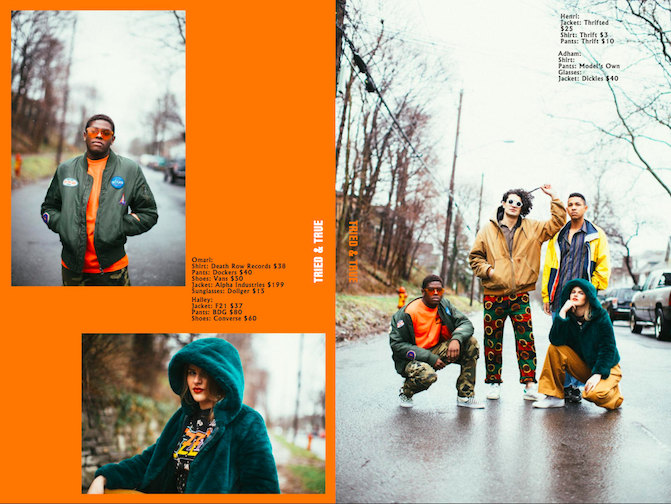 Omari:
Shirt: Death Row Records $38
Pants: Dockers $40
Shoes: Vans $50
Jacket: Alpha Industries $199
Sunglasses: Dollger $15
Hailey:
Jacket: F21 $37
Pants: BDG $80
Shoes: Converse $60
TRIED & TRUE
TRIED & TRUE
Henri:
Jacket: Thrifted
$25
Shirt: Thrift $3
Pants: Thrift $10
Adham:
Shirt:
Pants: Model's Own
Glasses:
Jacket: Dickies $40